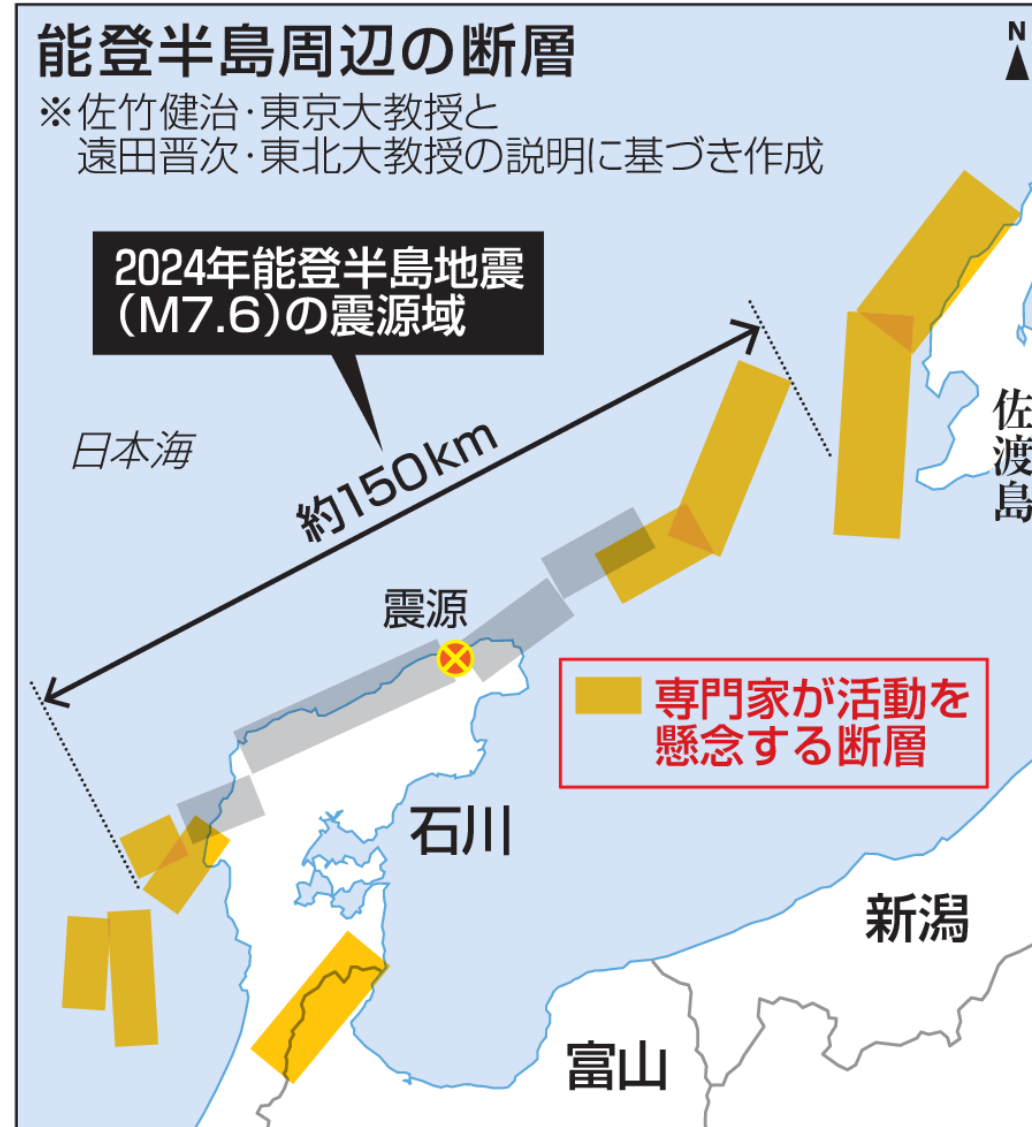 能登半島周辺の断層
※佐竹健治・東京大教授と
遠田晋次・東北大教授の説明に基づき作成
N
2024年能登半島地震
（M7.6）の震源域
日本海
約150km
佐渡島
震源
専門家が活動を
懸念する断層
石川
新潟
富山